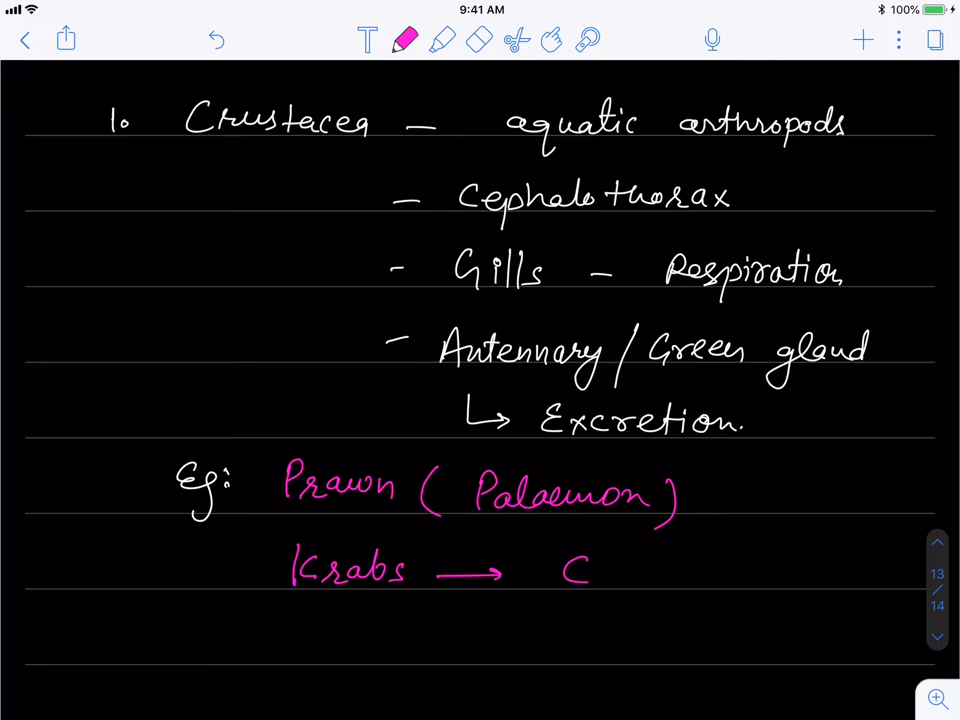 9:41 AM
100%
1. Crustacea – aquatic arthropods
– Cephalothorax
- Gills – Respiration
- Antennary / Green gland
↳ Excretion.
Eg: Prawn ( Palaemon )
Krabs → C
13
/
14